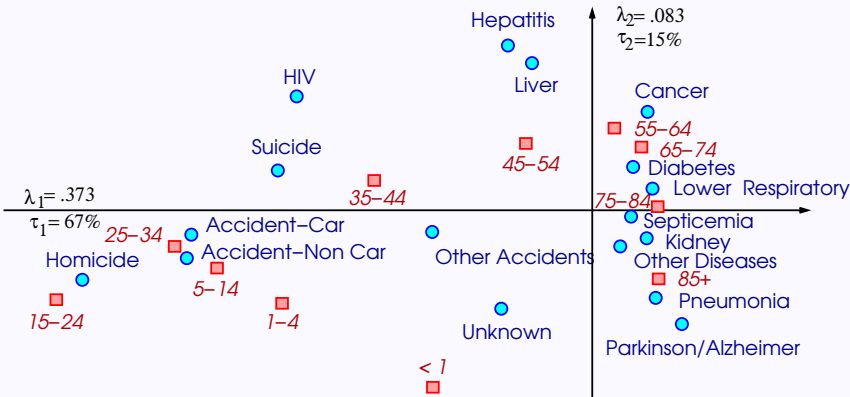 Hepatitis
λ2 = .083
τ2 =15%
HIV
Liver
Cancer
55–64
65–74
Suicide
45–54
Diabetes
35–44
Lower Respiratory
λ1 = .373
75–84
τ1 = 67%
Accident–Car
Septicemia
25–34
Kidney
Accident–Non Car
Other Accidents
Homicide
Other Diseases
5–14
85+
15–24
1–4
Pneumonia
Unknown
Parkinson/Alzheimer
< 1